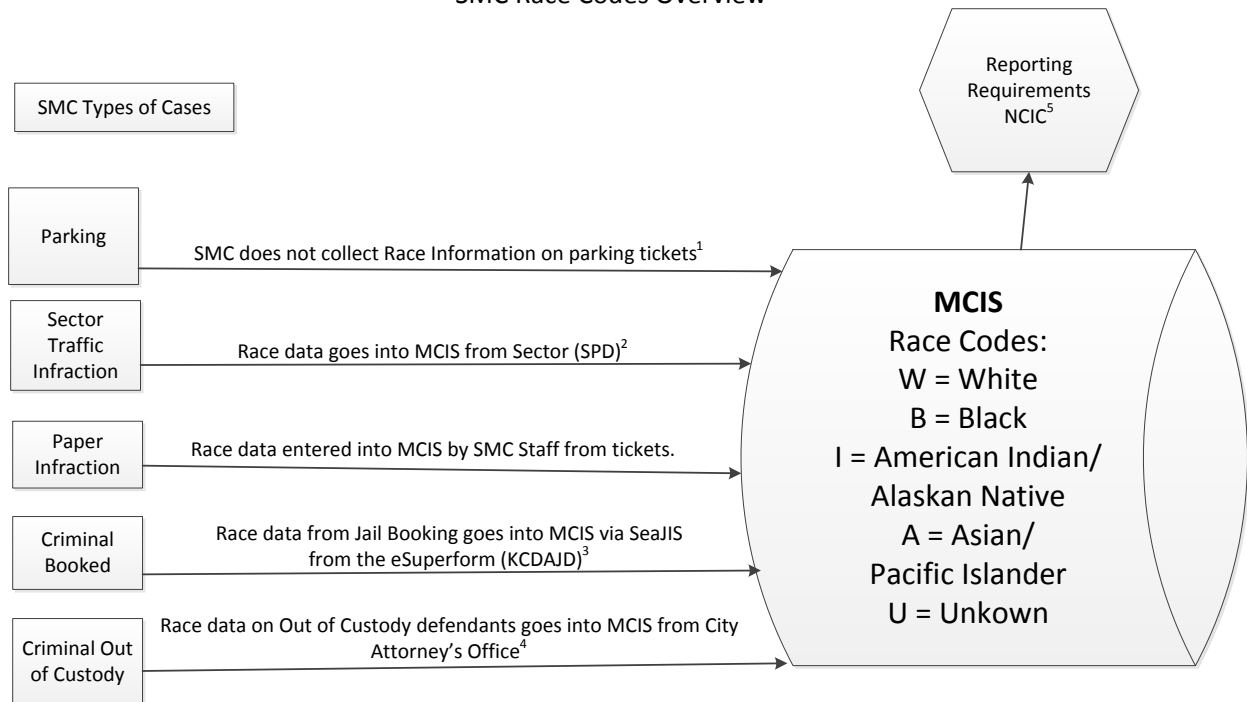 SMC Race Codes Overview
Reporting
Requirements
NCIC5
SMC Types of Cases
Parking
SMC does not collect Race Information on parking tickets1
Sector
Traffic
Infraction
Race data goes into MCIS from Sector (SPD)2
Paper
Infraction
Race data entered into MCIS by SMC Staff from tickets.
Criminal
Booked
Race data from Jail Booking goes into MCIS via SeaJIS
from the eSuperform (KCDAJD)3
Criminal Out
of Custody
Race data on Out of Custody defendants goes into MCIS from City
Attorney's Office4
MCIS
Race Codes:
W = White
B = Black
I = American Indian/
Alaskan Native
A = Asian/
Pacific Islander
U = Unkown